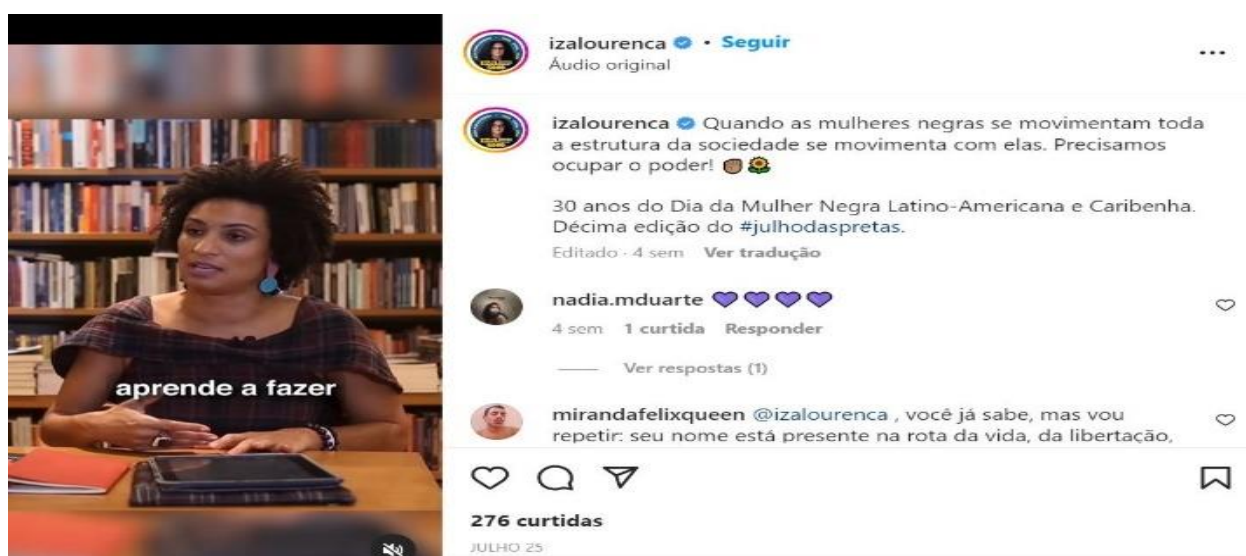 izalourenca • Seguir
Áudio original
izalourenca Quando as mulheres negras se movimentam toda
a estrutura da sociedade se movimenta com elas. Precisamos
ocupar o poder! ✊🏾🌻
30 anos do Dia da Mulher Negra Latino-Americana e Caribenha.
Décima edição do #julhodaspretas.
Editado · 4 sem Ver tradução
nadia.mduarte 💜💜💜💜
4 sem 1 curtida Responder
Ver respostas (1)
aprende a fazer
mirandafelixqueen @izalourenca , você já sabe, mas vou
repetir: seu nome está presente na rota da vida, da libertação,
276 curtidas
JULHO 25